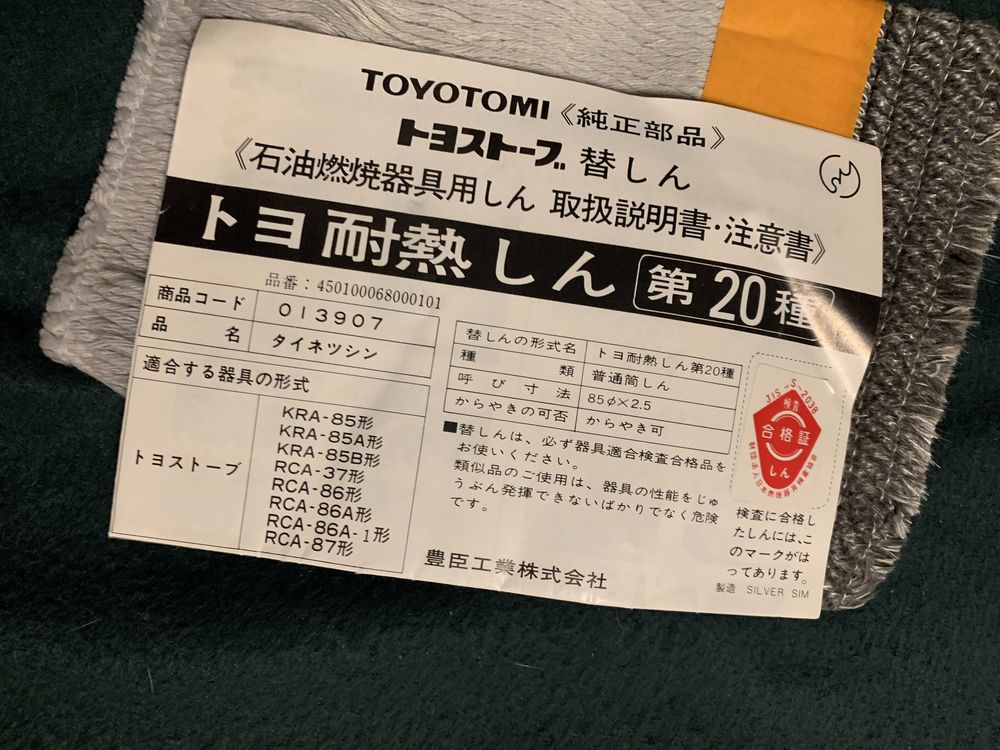 TOYOTOMI《純正部品》
トヨストーブ 替しん
《石油燃焼器具用しん 取扱説明書・注意書》
トヨ耐熱しん 第20種
品番：450100068000101
商品コード 013907
品名 タイネツシン
適合する器具の形式
トヨストーブ
KRA-85形
KRA-85A形
KRA-85B形
RCA-37形
RCA-86形
RCA-86A形
RCA-86A-1形
RCA-87形
替しんの形式名 トヨ耐熱しん第20種
種類 普通筒しん
呼び寸法 85φ×2.5
からやきの可否 からやき可
■替しんは、必ず器具適合検査合格品を
お使いください。
類似品のご使用は、器具の性能をじゅ
うぶん発揮できないばかりでなく危険
です。
豊臣工業株式会社
JIS-S-2038
検査
合格証
しん
検査に合格し
たしんには、こ
のマークがは
ってあります。
製造 SILVER SIM